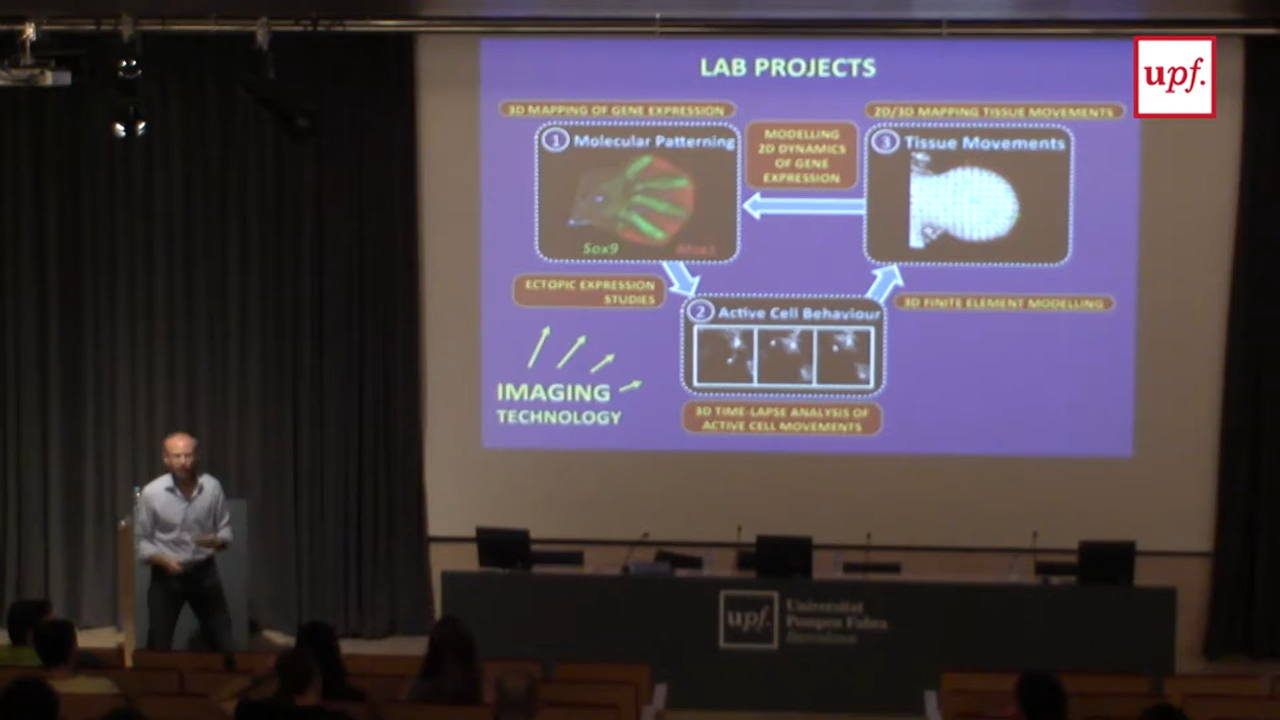 LAB PROJECTS
upf.
3D MAPPING OF GENE EXPRESSION
2D/3D MAPPING TISSUE MOVEMENTS
1 Molecular Patterning
MODELLING
2D DYNAMICS
OF GENE
EXPRESSION
3 Tissue Movements
Sox9
ECTOPIC EXPRESSION
STUDIES
2 Active Cell Behaviour
3D FINITE ELEMENT MODELLING
IMAGING
TECHNOLOGY
3D TIME-LAPSE ANALYSIS OF
ACTIVE CELL MOVEMENTS
upf.
Universitat
Pompeu Fabra
Barcelona